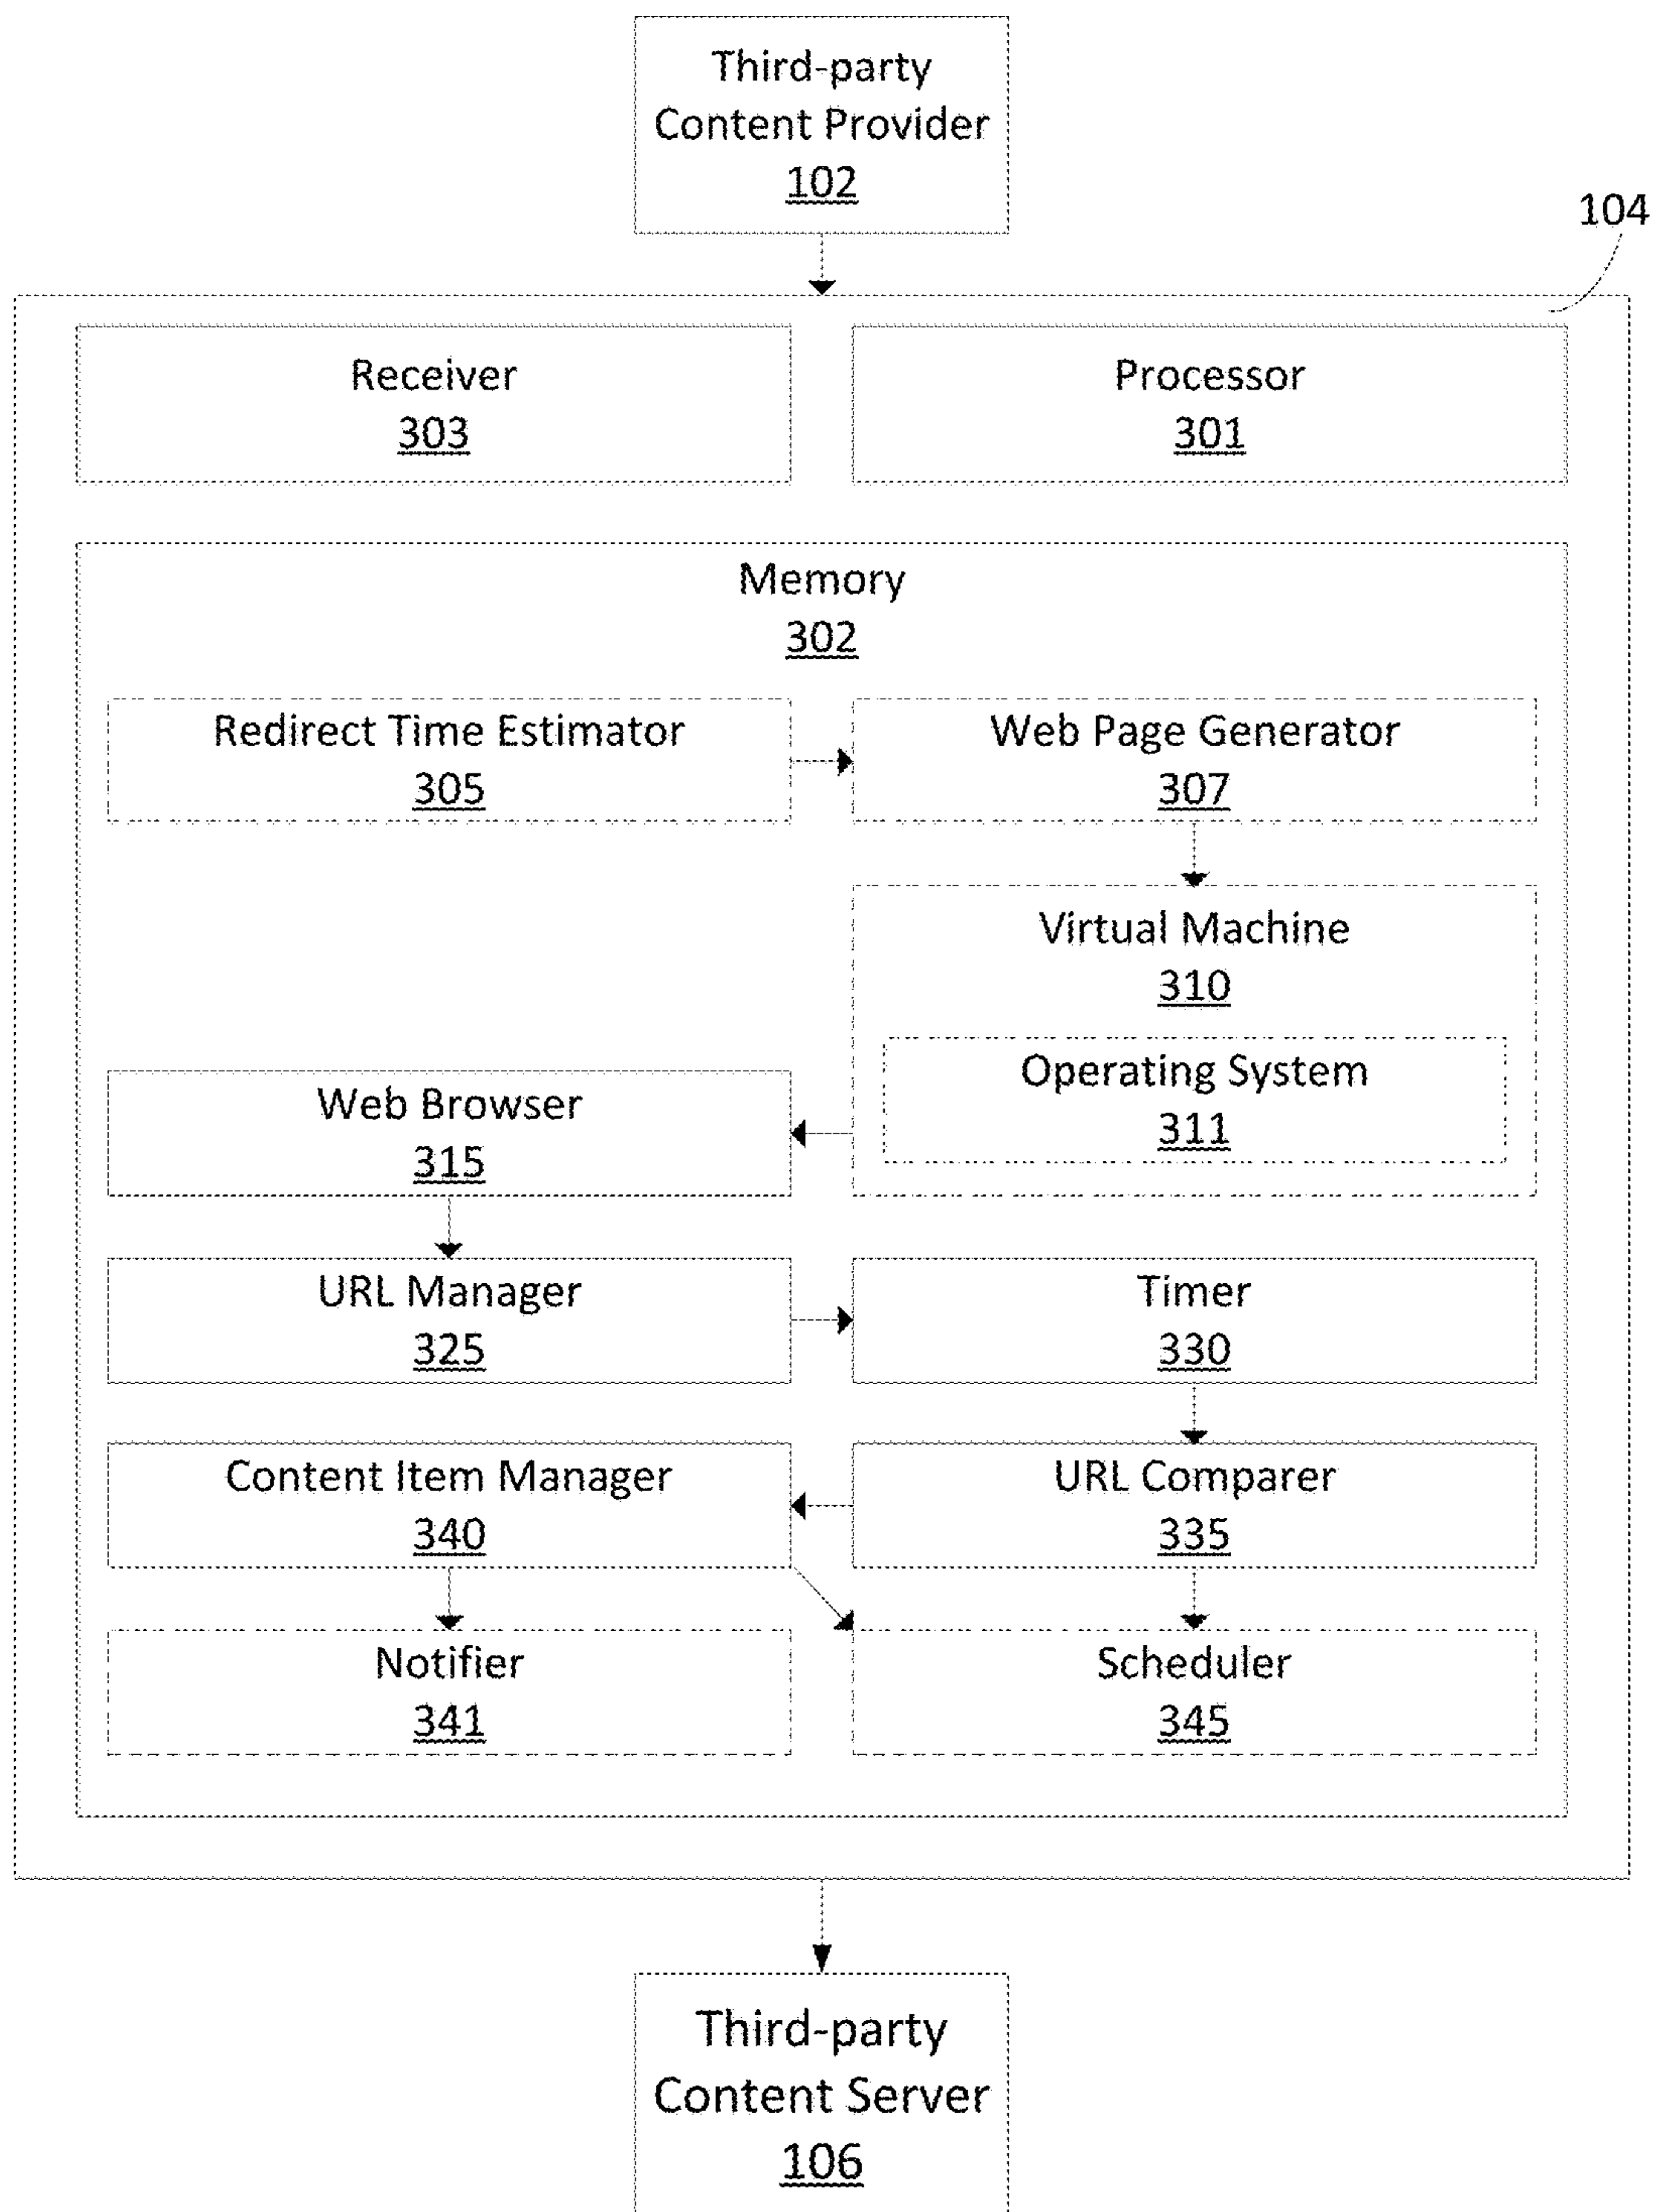 Third-party
Content Provider
102
104
Receiver
303
Processor
301
Memory
302
Redirect Time Estimator
305
Web Page Generator
307
Virtual Machine
310
Operating System
311
Web Browser
315
URL Manager
325
Timer
330
Content Item Manager
340
URL Comparer
335
Notifier
341
Scheduler
345
Third-party
Content Server
106